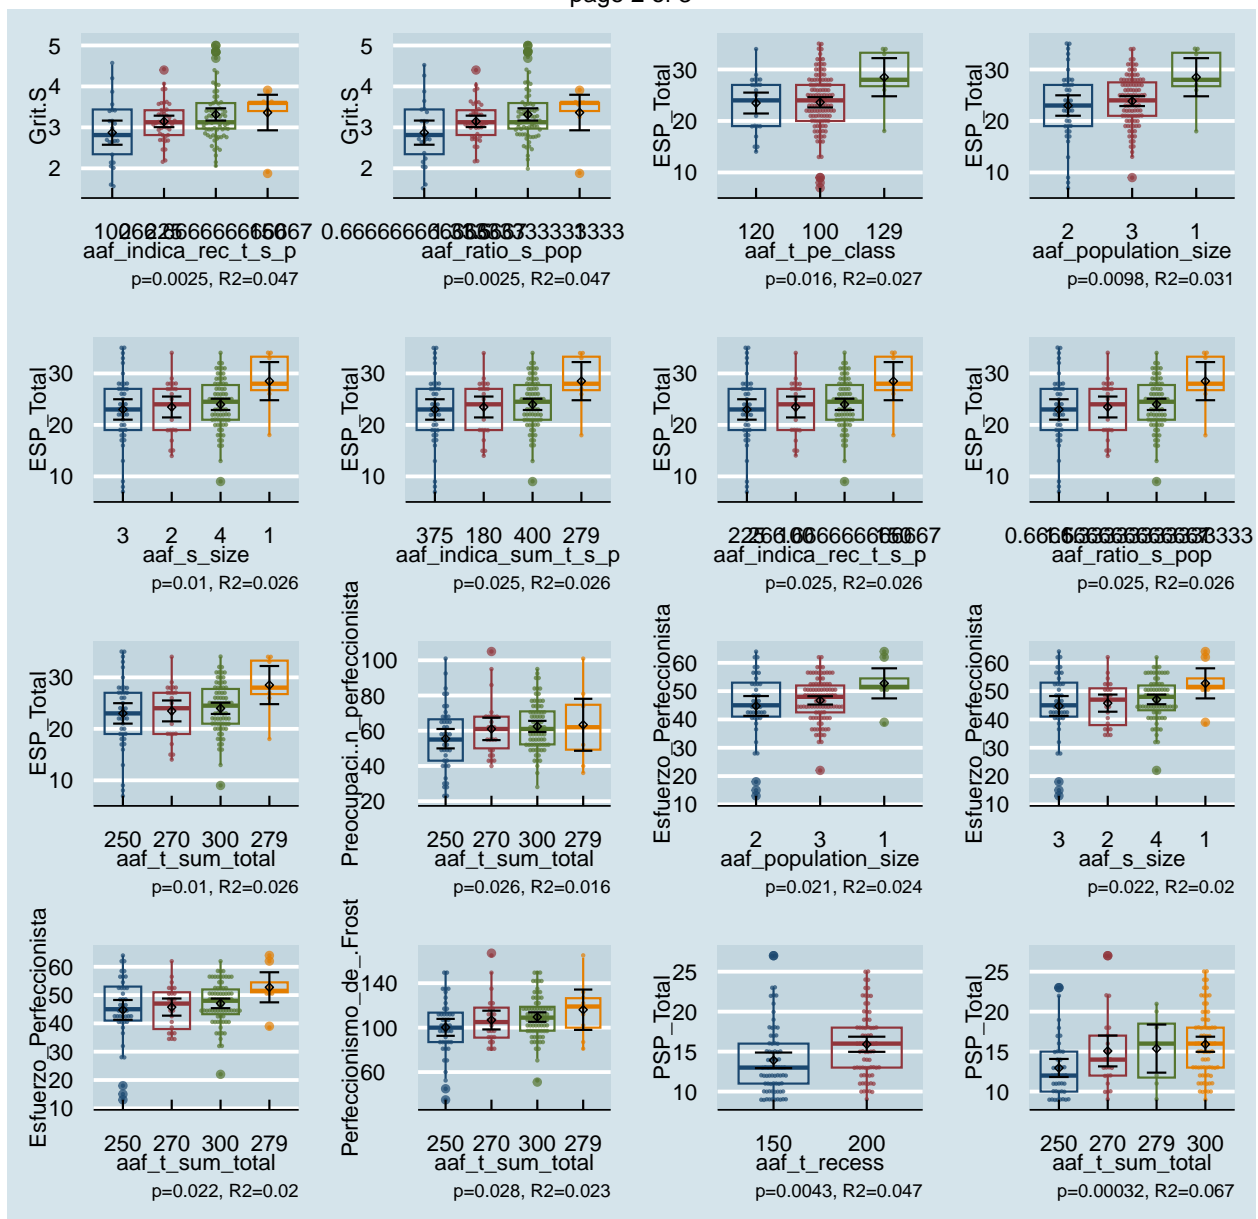 page 2 of 3
Grit.S
5
4
3
2
aaf_indica_rec_t_s_p
p=0.0025, R2=0.047
Grit.S
5
4
3
2
aaf_ratio_s_pop
p=0.0025, R2=0.047
ESP_Total
30
20
10
120 100 129
aaf_t_pe_class
p=0.016, R2=0.027
ESP_Total
30
20
10
2 3 1
aaf_population_size
p=0.0098, R2=0.031
ESP_Total
30
20
10
3 2 4 1
aaf_s_size
p=0.01, R2=0.026
ESP_Total
30
20
10
375 180 400 279
aaf_indica_sum_t_s_p
p=0.025, R2=0.026
ESP_Total
30
20
10
aaf_indica_rec_t_s_p
p=0.025, R2=0.026
ESP_Total
30
20
10
aaf_ratio_s_pop
p=0.025, R2=0.026
ESP_Total
30
20
10
250 270 300 279
aaf_t_sum_total
p=0.01, R2=0.026
Preocupaci..n_perfeccionista
100
80
60
40
20
250 270 300 279
aaf_t_sum_total
p=0.026, R2=0.016
Esfuerzo_Perfeccionista
60
50
40
30
20
10
2 3 1
aaf_population_size
p=0.021, R2=0.024
Esfuerzo_Perfeccionista
60
50
40
30
20
10
3 2 4 1
aaf_s_size
p=0.022, R2=0.02
Esfuerzo_Perfeccionista
60
50
40
30
20
10
250 270 300 279
aaf_t_sum_total
p=0.022, R2=0.02
Perfeccionismo_de_.Frost
140
100
60
250 270 300 279
aaf_t_sum_total
p=0.028, R2=0.023
PSP_Total
25
20
15
10
150 200
aaf_t_recess
p=0.0043, R2=0.047
PSP_Total
25
20
15
10
250 270 279 300
aaf_t_sum_total
p=0.00032, R2=0.067